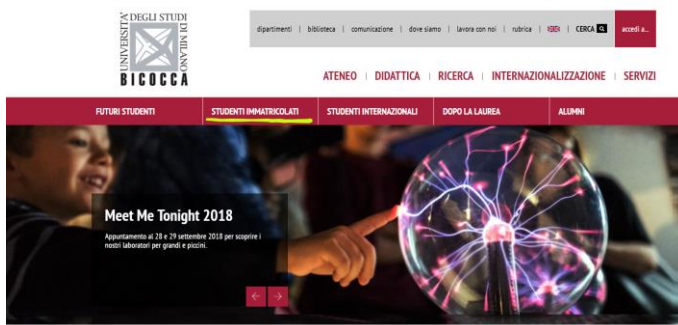 UNIVERSITÀ DEGLI STUDI DI MILANO
BICOCCA
dipartimenti | biblioteca | comunicazione | dove siamo | lavora con noi | rubrica | CERCA accedi a...
ATENEO | DIDATTICA | RICERCA | INTERNAZIONALIZZAZIONE | SERVIZI
FUTURI STUDENTI STUDENTI IMMATRICOLATI STUDENTI INTERNAZIONALI DOPO LA LAUREA ALUMNI
Meet Me Tonight 2018
Appuntamento al 28 e 29 settembre 2018 per scoprire i
nostri laboratori per grandi e piccini.